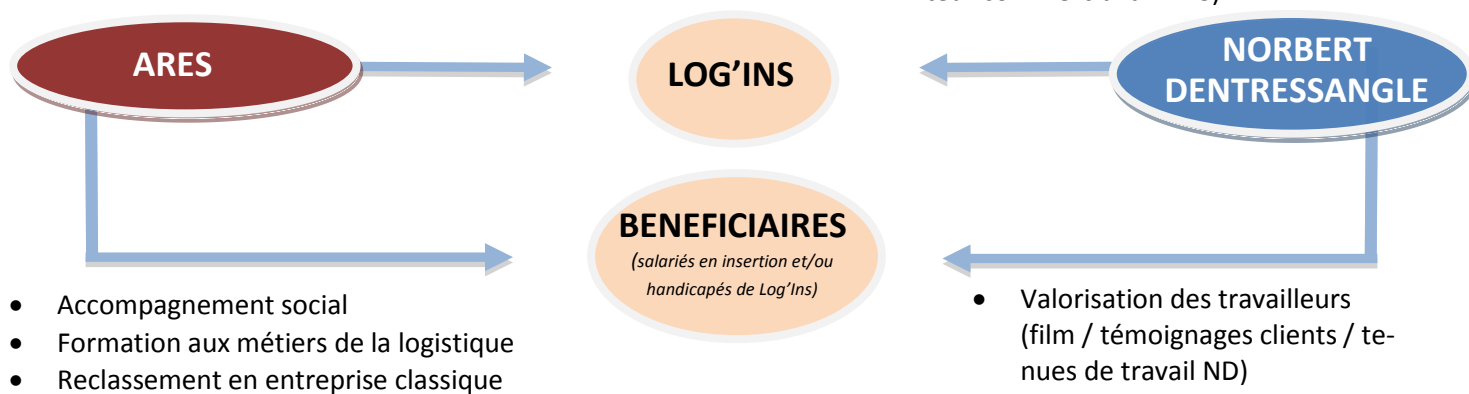 ARES
LOG’INS
NORBERT
DENTRESSANGLE
BENEFICIAIRES
(salariés en insertion et/ou
handicapés de Log’Ins)
• Accompagnement social
• Formation aux métiers de la logistique
• Reclassement en entreprise classique
• Valorisation des travailleurs
(film / témoignages clients / te-
nues de travail ND)